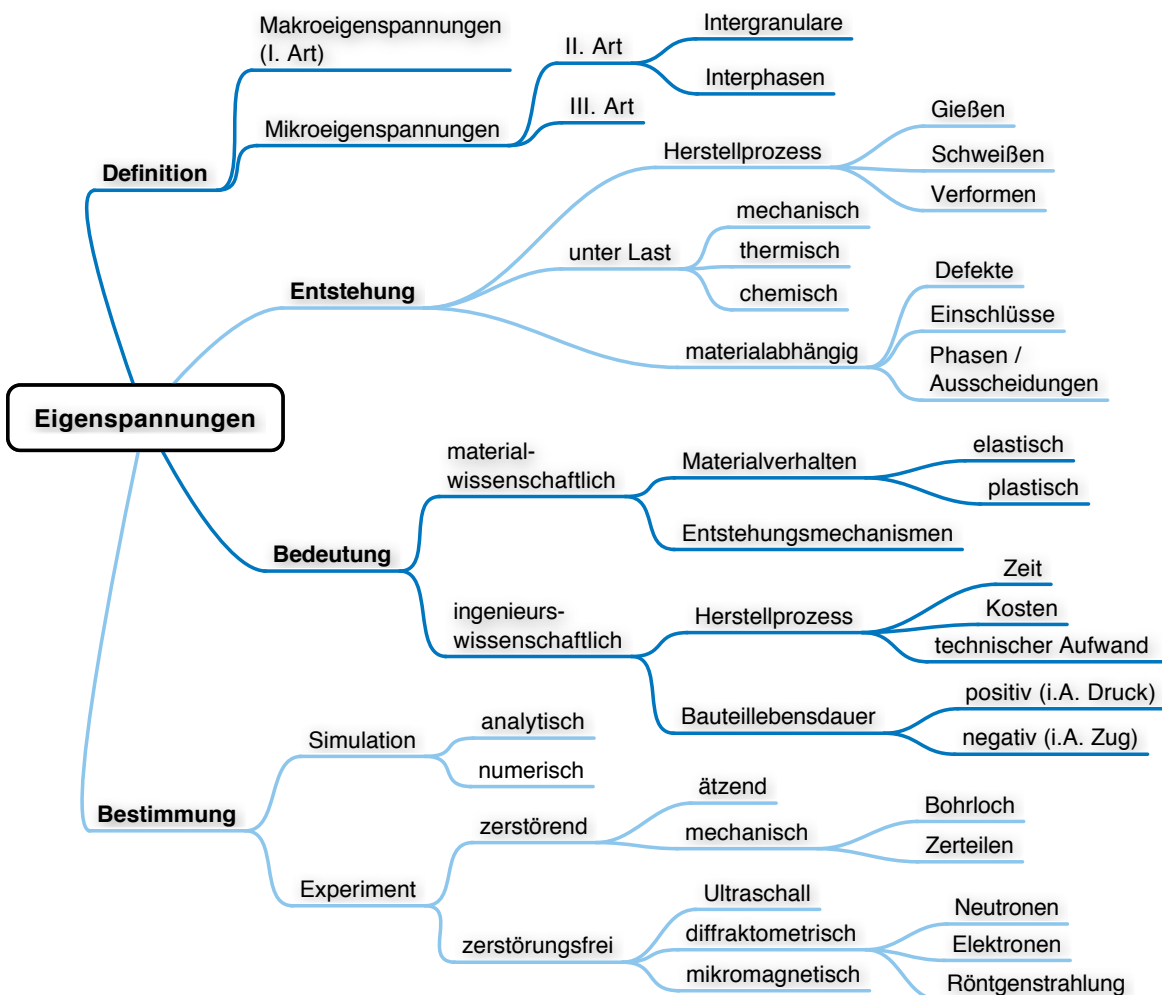 Eigenspannungen
Definition
Makroeigenspannungen
(I. Art)
Mikroeigenspannungen
II. Art
Intergranulare
Interphasen
III. Art
Entstehung
Herstellprozess
Gießen
Schweißen
Verformen
unter Last
mechanisch
thermisch
chemisch
materialabhängig
Defekte
Einschlüsse
Phasen /
Ausscheidungen
Bedeutung
material-
wissenschaftlich
Materialverhalten
elastisch
plastisch
Entstehungsmechanismen
ingenieurs-
wissenschaftlich
Herstellprozess
Zeit
Kosten
technischer Aufwand
Bauteillebensdauer
positiv (i.A. Druck)
negativ (i.A. Zug)
Bestimmung
Simulation
analytisch
numerisch
Experiment
zerstörend
ätzend
mechanisch
Bohrloch
Zerteilen
zerstörungsfrei
Ultraschall
diffraktometrisch
Neutronen
Elektronen
Röntgenstrahlung
mikromagnetisch